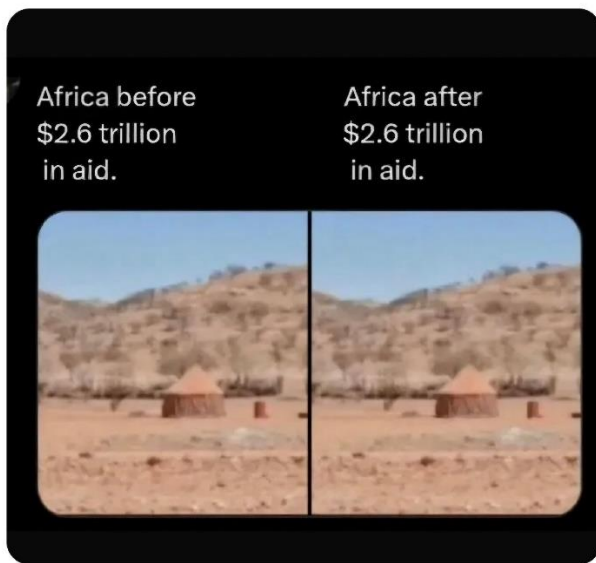 Africa before
$2.6 trillion
in aid.
Africa after
$2.6 trillion
in aid.